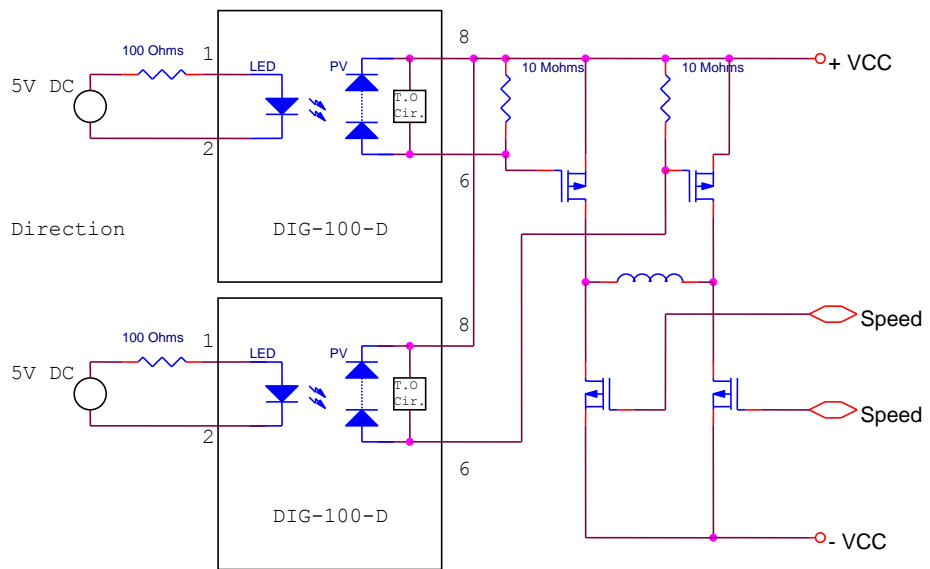 8
+ VCC
100 Ohms
1
LED
PV
10 Mohms
10 Mohms
5V DC
T.O
Cir.
2
6
Direction
DIG-100-D
8
Speed
100 Ohms
1
LED
PV
5V DC
T.O
Cir.
Speed
2
6
DIG-100-D
- VCC